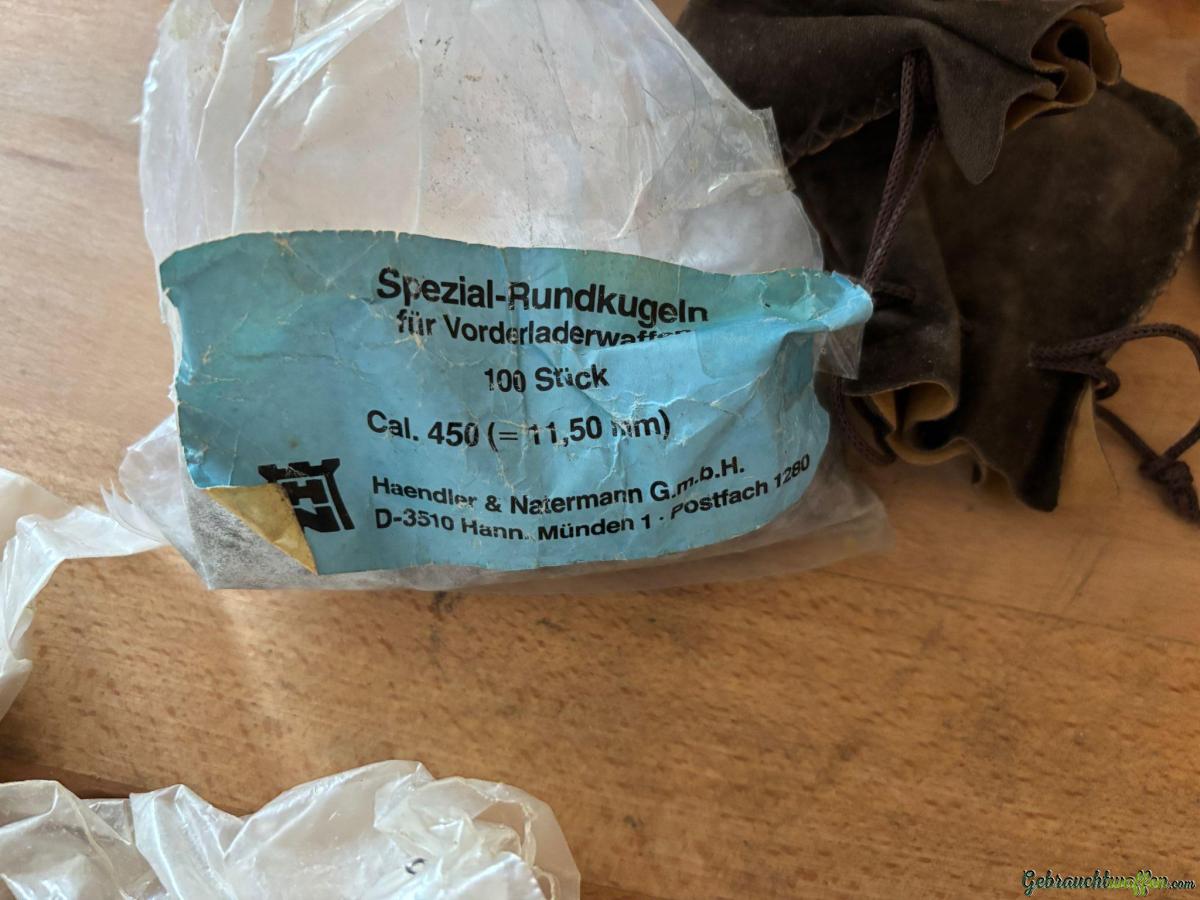 Spezial-Rundkugeln
für Vorderladerwaffen
100 Stück
Cal. 450 (= 11,50 mm)
Haendler & Natermann G.m.b.H.
D-3510 Hann. Münden 1 · Postfach 1280
Gebrauchtwaffen.com